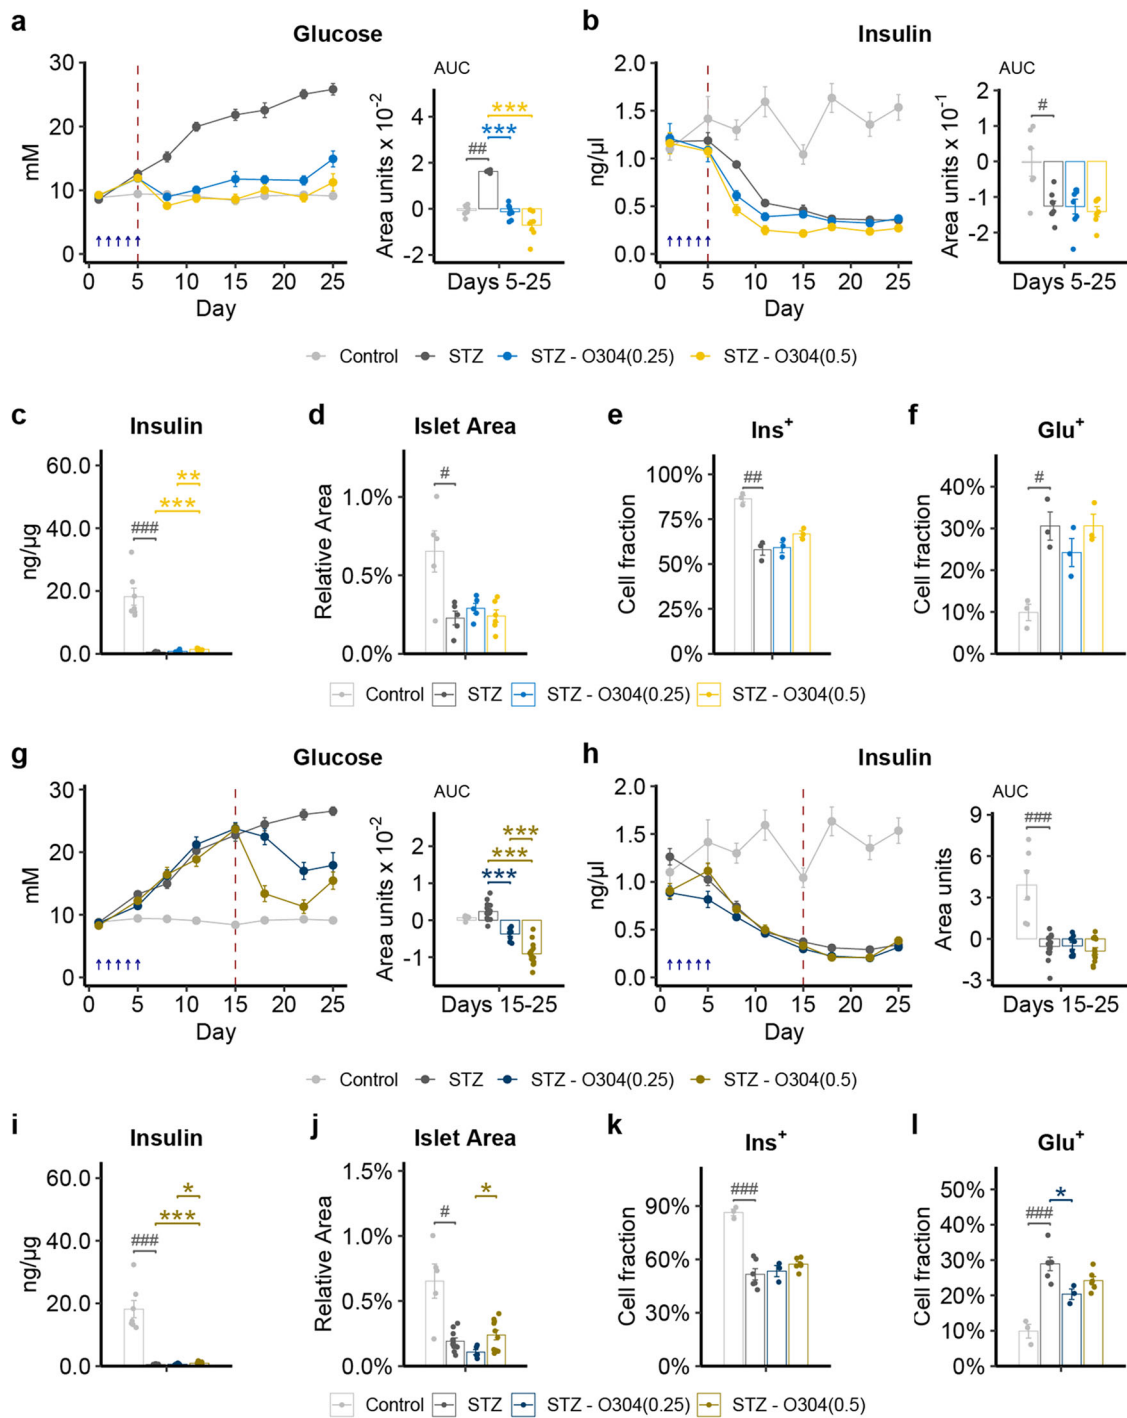 a
Glucose
b
Insulin
30
20
10
0
mM
0 5 10 15 20 25
Day
AUC
Area units x 10-2
4
2
0
-2
## *** ***
Days 5-25
2.0
1.5
1.0
0.5
0.0
ng/µl
0 5 10 15 20 25
Day
AUC
Area units x 10-1
2
1
0
-1
-2
#
Days 5-25
Control STZ STZ - O304(0.25) STZ - O304(0.5)
c
Insulin
60.0
40.0
20.0
0.0
ng/µg
**
***
###
d
Islet Area
1.0%
0.5%
0.0%
Relative Area
#
e
Ins+
100%
75%
50%
25%
0%
Cell fraction
##
f
Glu+
40%
30%
20%
10%
0%
Cell fraction
#
Control STZ STZ - O304(0.25) STZ - O304(0.5)
g
Glucose
h
Insulin
30
20
10
0
mM
0 5 10 15 20 25
Day
AUC
Area units x 10-2
2
1
0
-1
***
***
***
Days 15-25
2.0
1.5
1.0
0.5
0.0
ng/µl
0 5 10 15 20 25
Day
AUC
Area units
9
6
3
0
-3
###
Days 15-25
Control STZ STZ - O304(0.25) STZ - O304(0.5)
i
Insulin
60.0
40.0
20.0
0.0
ng/µg
*
***
###
j
Islet Area
1.5%
1.0%
0.5%
0.0%
Relative Area
#
*
k
Ins+
90%
60%
30%
0%
Cell fraction
###
l
Glu+
50%
40%
30%
20%
10%
0%
Cell fraction
###
*
Control STZ STZ - O304(0.25) STZ - O304(0.5)